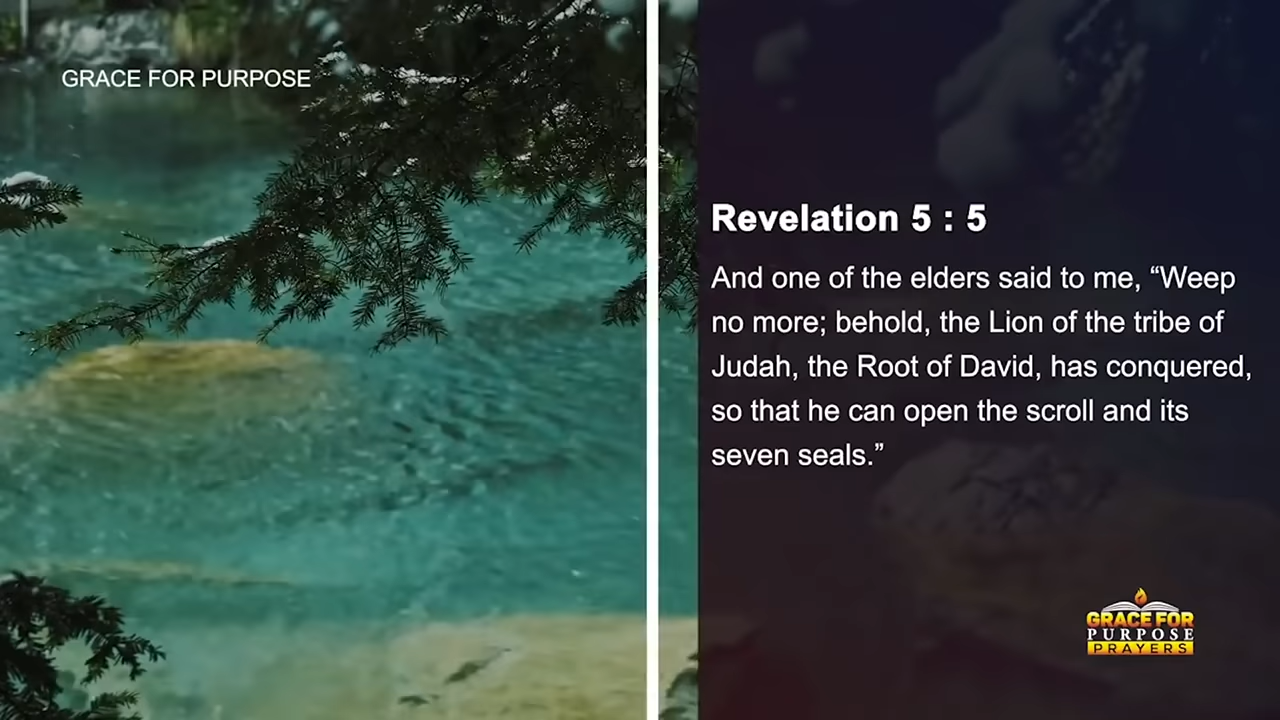 GRACE FOR PURPOSE
Revelation 5 : 5
And one of the elders said to me, “Weep
no more; behold, the Lion of the tribe of
Judah, the Root of David, has conquered,
so that he can open the scroll and its
seven seals.”
GRACE FOR
PURPOSE
PRAYERS